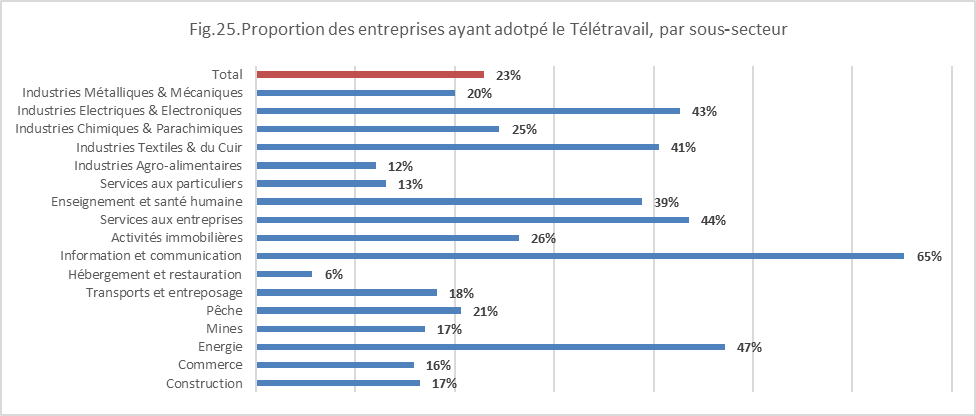 Fig.25.Proportion des entreprises ayant adotpé le Télétravail, par sous-secteur
Total 23%
Industries Métalliques & Mécaniques 20%
Industries Electriques & Electroniques 43%
Industries Chimiques & Parachimiques 25%
Industries Textiles & du Cuir 41%
Industries Agro-alimentaires 12%
Services aux particuliers 13%
Enseignement et santé humaine 39%
Services aux entreprises 44%
Activités immobilières 26%
Information et communication 65%
Hébergement et restauration 6%
Transports et entreposage 18%
Pêche 21%
Mines 17%
Energie 47%
Commerce 16%
Construction 17%